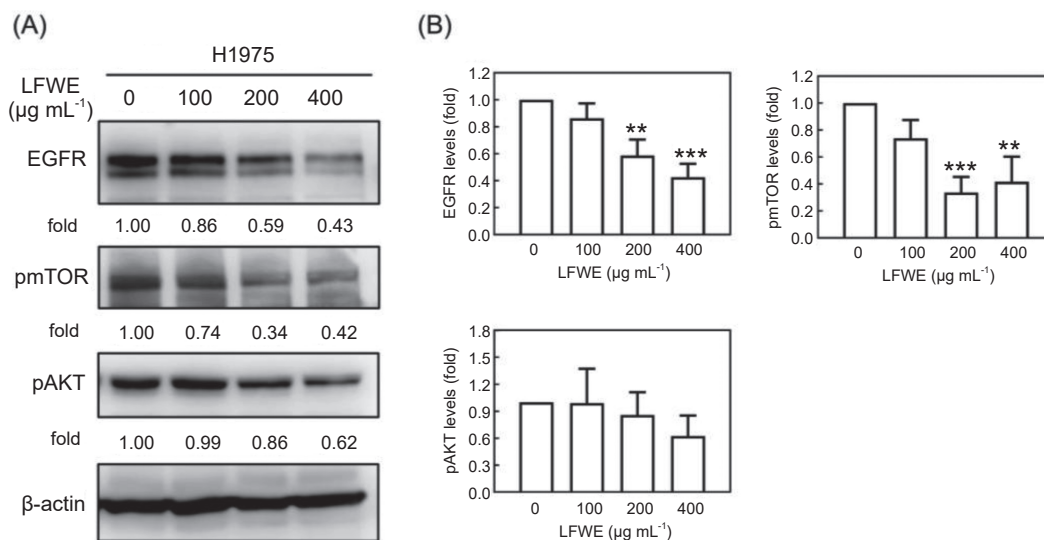 (A)
H1975
LFWE
(µg mL-1)
0 100 200 400
EGFR
fold 1.00 0.86 0.59 0.43
pmTOR
fold 1.00 0.74 0.34 0.42
pAKT
fold 1.00 0.99 0.86 0.62
β-actin
(B)
EGFR levels (fold)
1.2
1.0
0.8
0.6
0.4
0.2
0.0
**
***
0 100 200 400
LFWE (µg mL-1)
pmTOR levels (fold)
1.2
1.0
0.8
0.6
0.4
0.2
0.0
***
**
0 100 200 400
LFWE (µg mL-1)
pAKT levels (fold)
1.8
1.5
1.2
0.9
0.6
0.3
0.0
0 100 200 400
LFWE (µg mL-1)